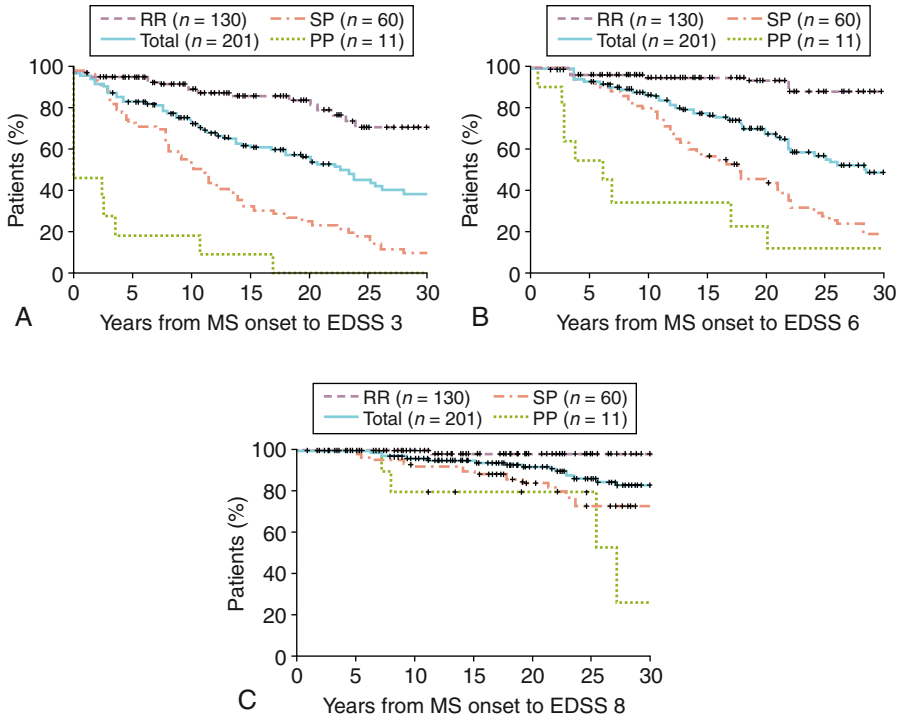 RR (n = 130) SP (n = 60)
Total (n = 201) PP (n = 11)
100
80
60
40
20
0
Patients (%)
0 5 10 15 20 25 30
A Years from MS onset to EDSS 3
RR (n = 130) SP (n = 60)
Total (n = 201) PP (n = 11)
100
80
60
40
20
0
Patients (%)
0 5 10 15 20 25 30
B Years from MS onset to EDSS 6
RR (n = 130) SP (n = 60)
Total (n = 201) PP (n = 11)
100
80
60
40
20
0
Patients (%)
0 5 10 15 20 25 30
C Years from MS onset to EDSS 8